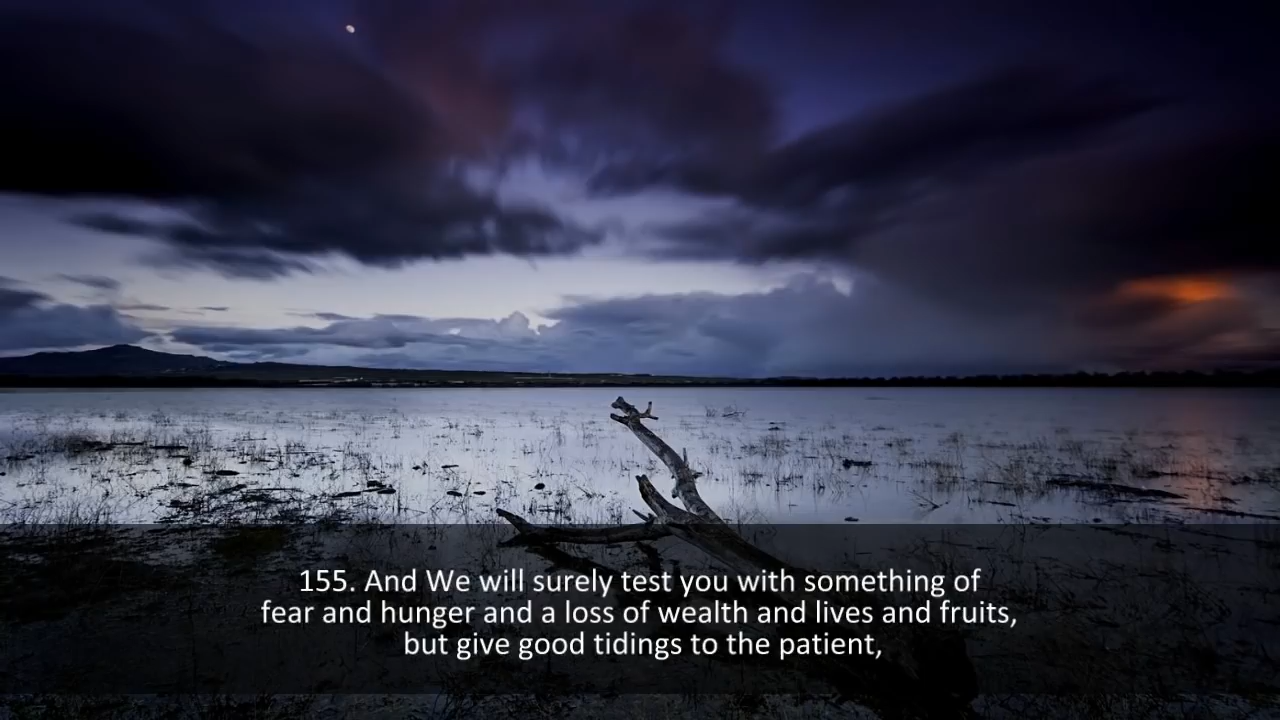 155. And We will surely test you with something of
fear and hunger and a loss of wealth and lives and fruits,
but give good tidings to the patient,